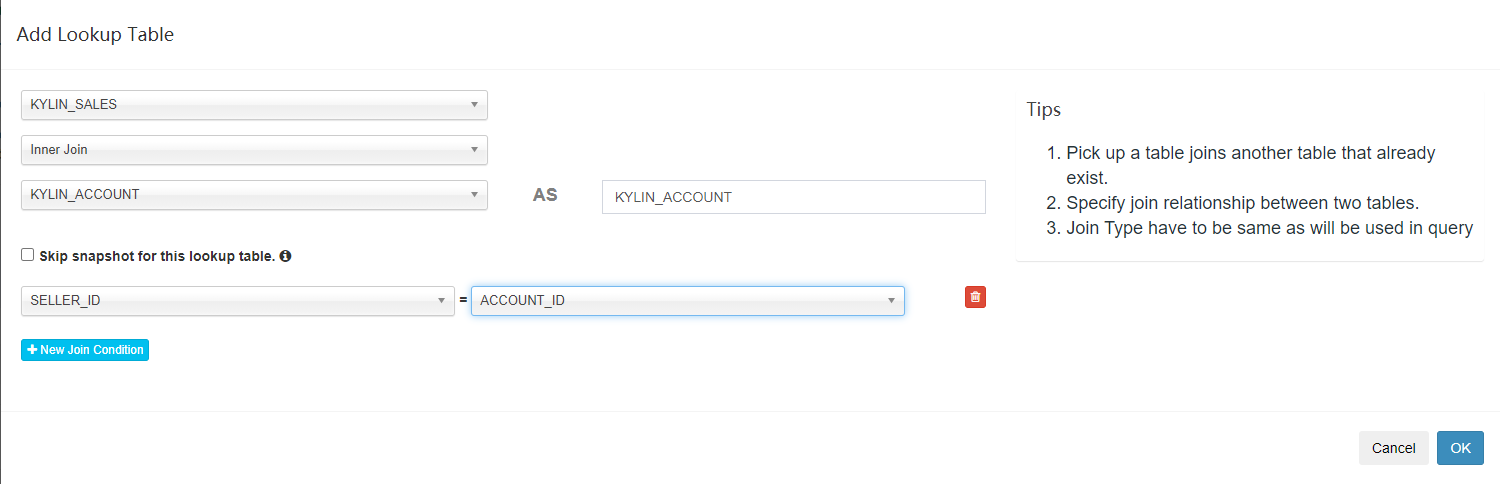 Add Lookup Table
KYLIN_SALES
Inner Join
KYLIN_ACCOUNT
AS
KYLIN_ACCOUNT
Skip snapshot for this lookup table.
SELLER_ID
=
ACCOUNT_ID
New Join Condition
Tips
1. Pick up a table joins another table that already
exist.
2. Specify join relationship between two tables.
3. Join Type have to be same as will be used in query
Cancel
OK